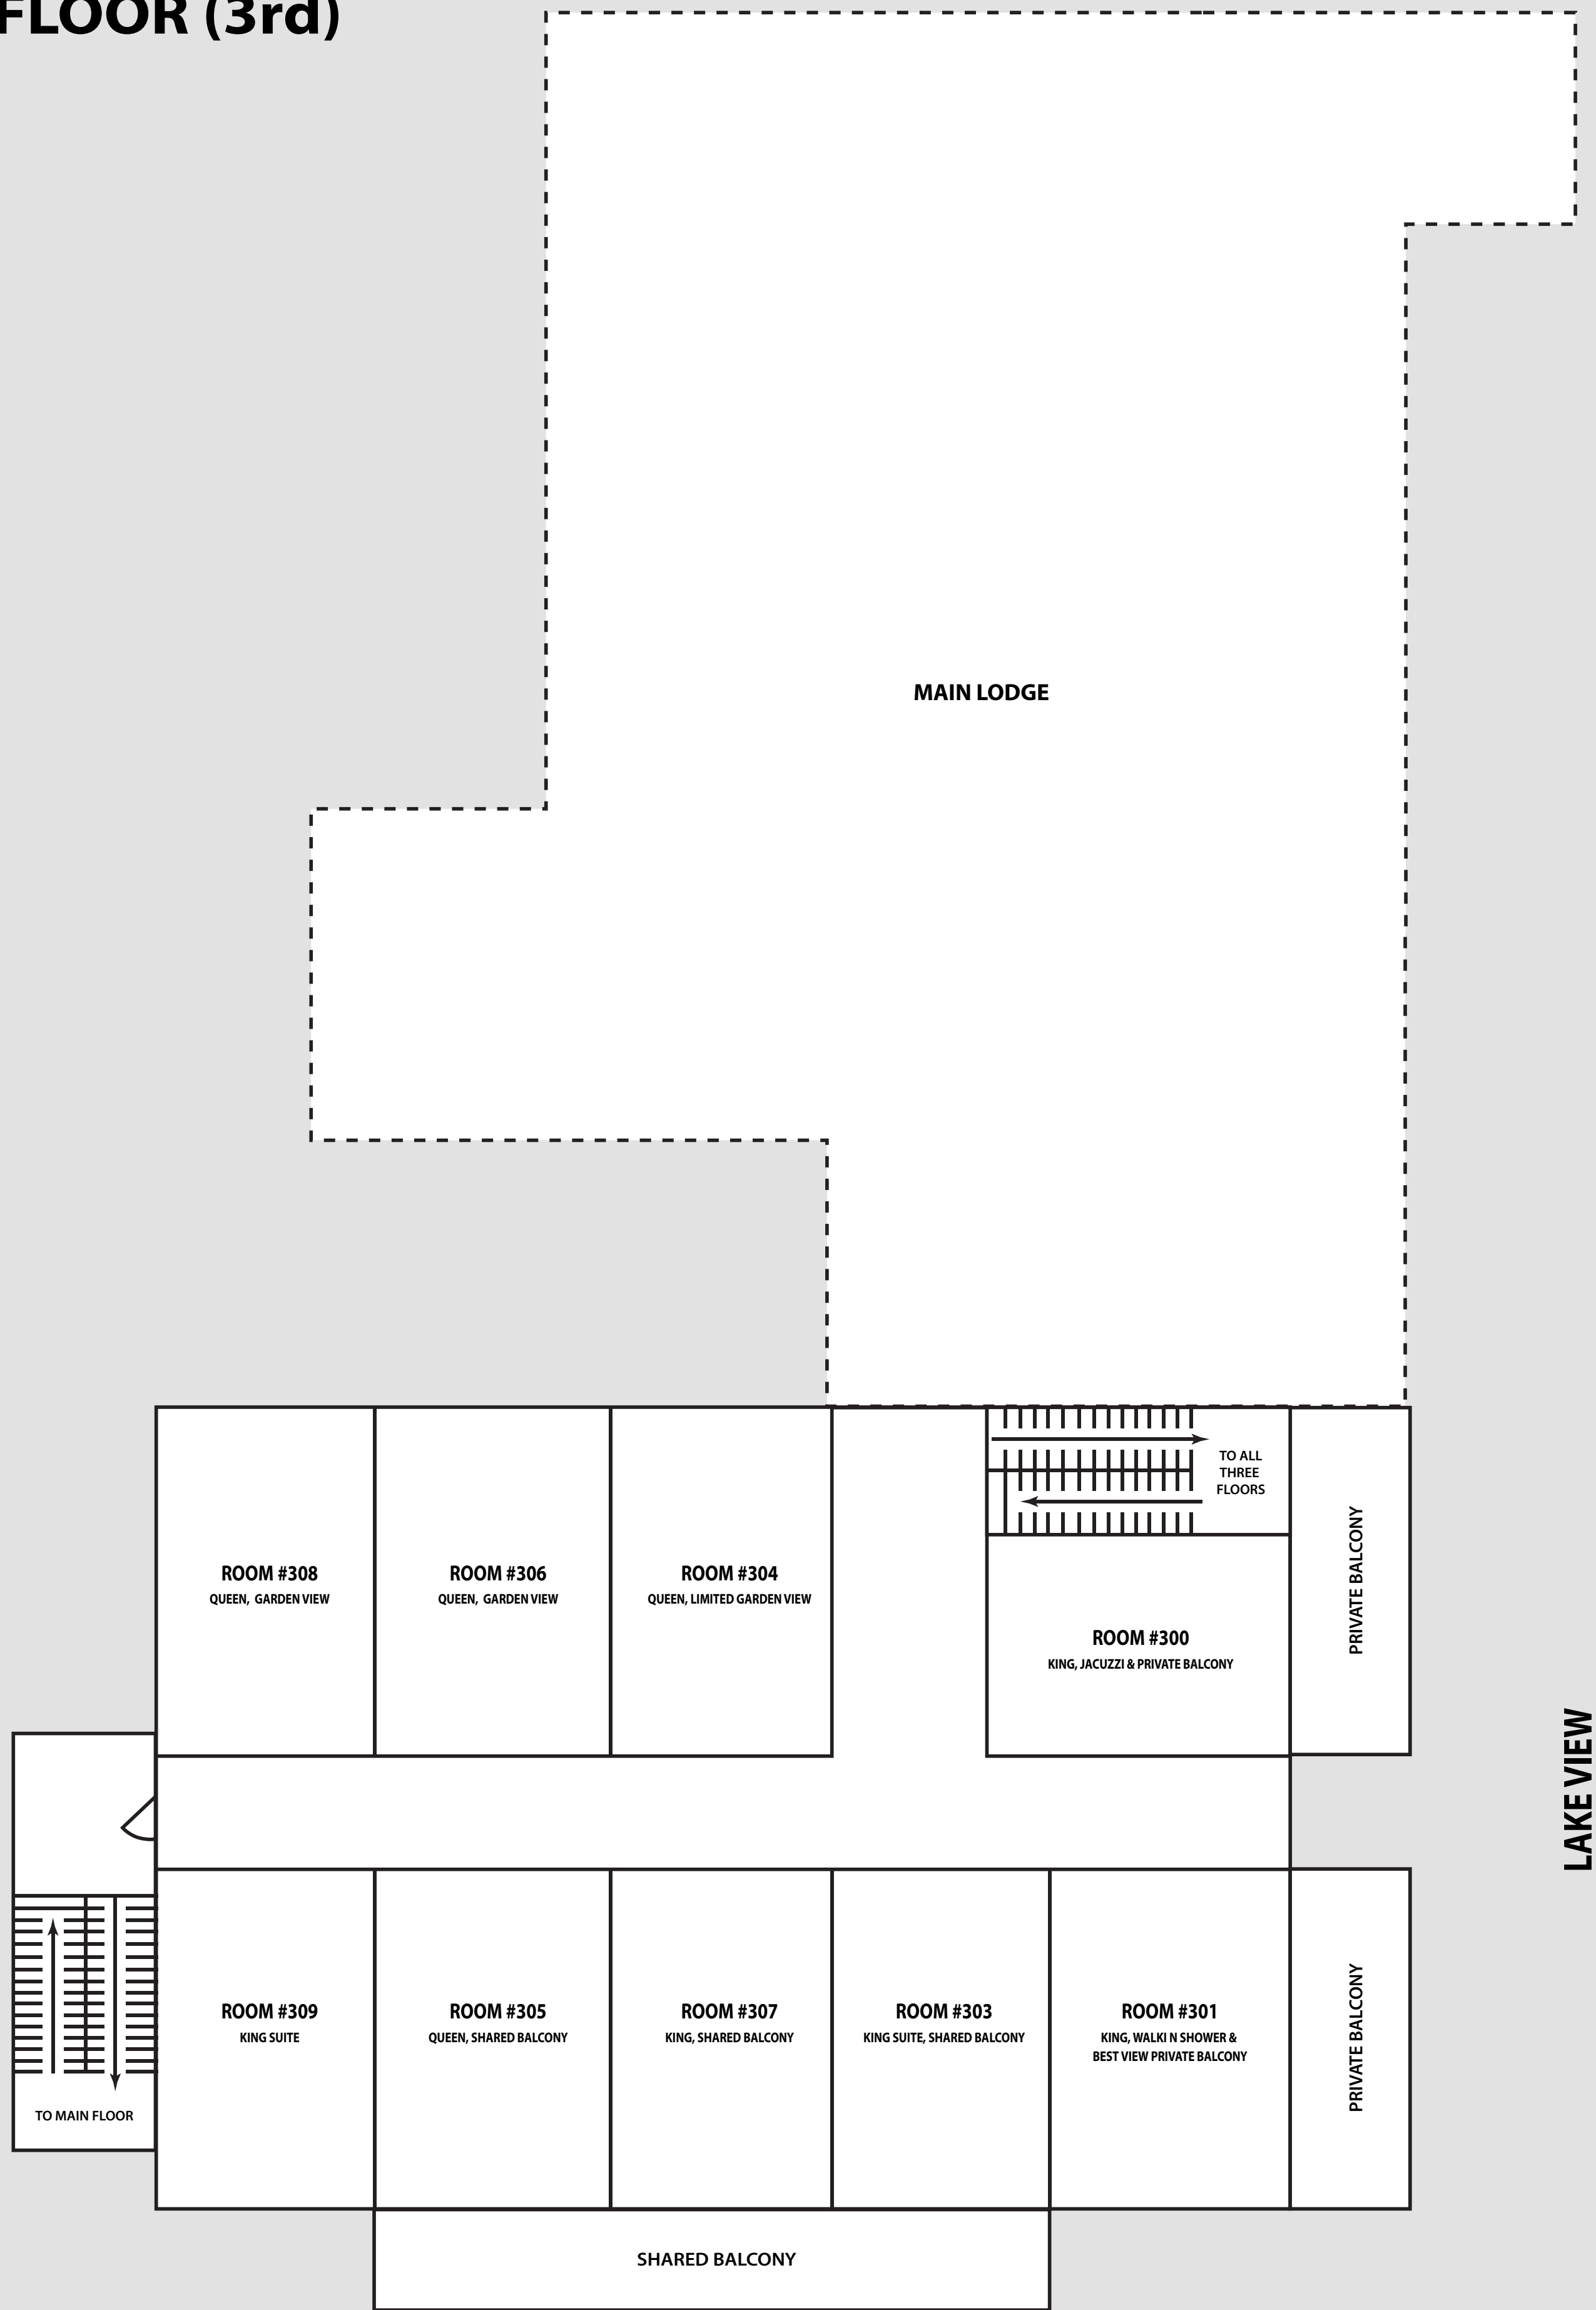 FLOOR (3rd)
MAIN LODGE
TO ALL
THREE
FLOORS
PRIVATE BALCONY
ROOM #308
QUEEN, GARDEN VIEW
ROOM #306
QUEEN, GARDEN VIEW
ROOM #304
QUEEN, LIMITED GARDEN VIEW
ROOM #300
KING, JACUZZI & PRIVATE BALCONY
LAKE VIEW
ROOM #309
KING SUITE
ROOM #305
QUEEN, SHARED BALCONY
ROOM #307
KING, SHARED BALCONY
ROOM #303
KING SUITE, SHARED BALCONY
ROOM #301
KING, WALKI N SHOWER &
BEST VIEW PRIVATE BALCONY
PRIVATE BALCONY
TO MAIN FLOOR
SHARED BALCONY